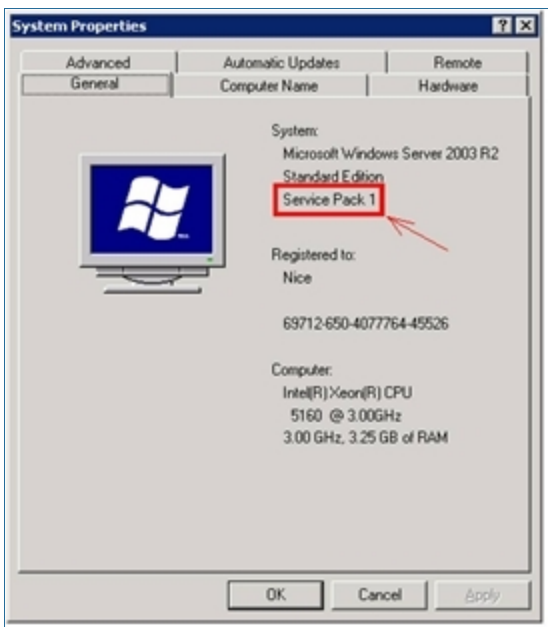 System Properties
Advanced
Automatic Updates
Remote
General
Computer Name
Hardware
System:
Microsoft Windows Server 2003 R2
Standard Edition
Service Pack 1
Registered to:
Nice
69712-650-4077764-45526
Computer:
Intel(R) Xeon(R) CPU
5160 @ 3.00GHz
3.00 GHz, 3.25 GB of RAM
OK
Cancel
Apply